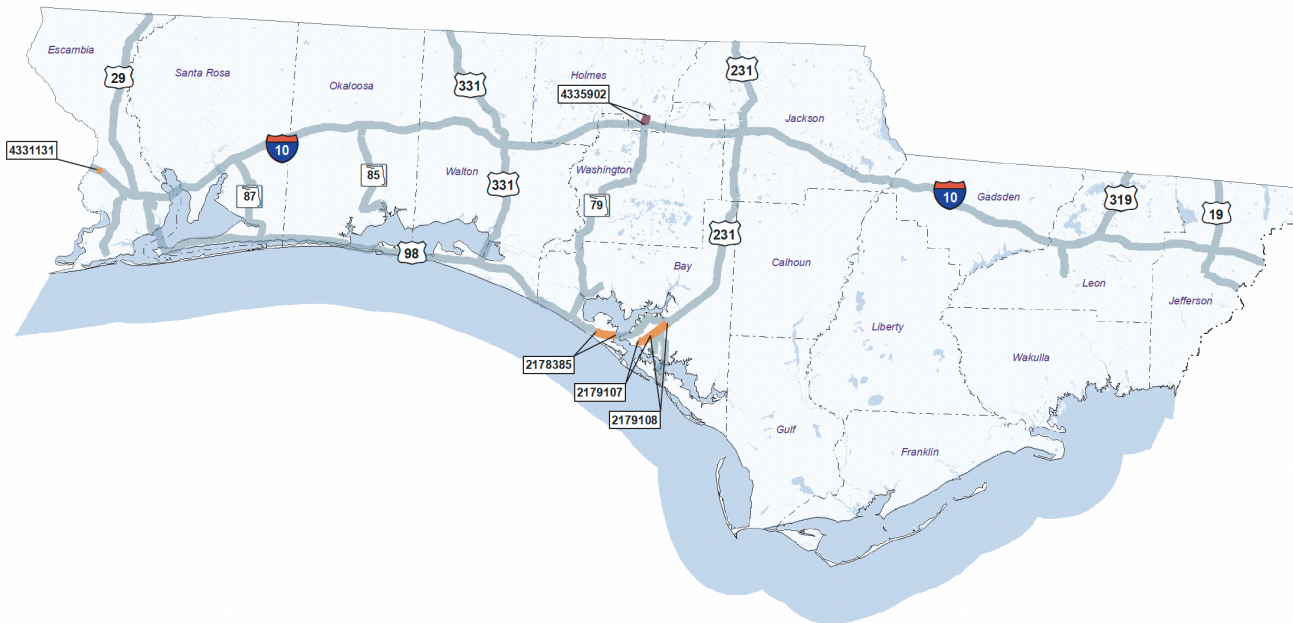 Escambia
29
Santa Rosa
Okaloosa
331
Holmes
4335902
231
Jackson
4331131
10
85
87
Walton
331
Washington
79
10
Gadsden
319
19
98
231
Bay
Calhoun
Leon
Jefferson
Liberty
Wakulla
2178385
2179107
2179108
Gulf
Franklin